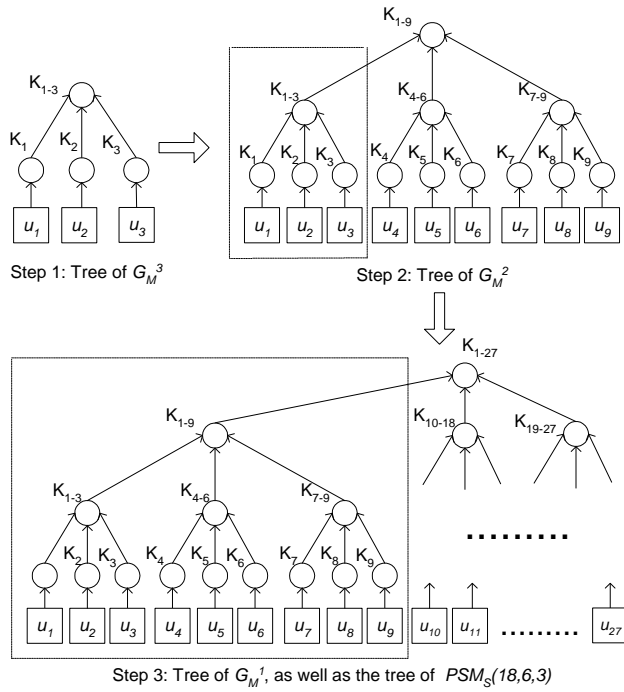 K1-9
K1-3
K1-3 K4-6 K7-9
K1 K2 K3
K1 K2 K3 K4 K5 K6 K7 K8 K9
u1 u2 u3
u1 u2 u3 u4 u5 u6 u7 u8 u9
Step 1: Tree of GM3
Step 2: Tree of GM2
K1-27
K1-9 K10-18 K19-27
K1-3 K4-6 K7-9
.........
K2 K3 K4 K5 K6 K7 K8 K9
u1 u2 u3 u4 u5 u6 u7 u8 u9 u10 u11 ......... u27
Step 3: Tree of GM1, as well as the tree of PSMS(18,6,3)